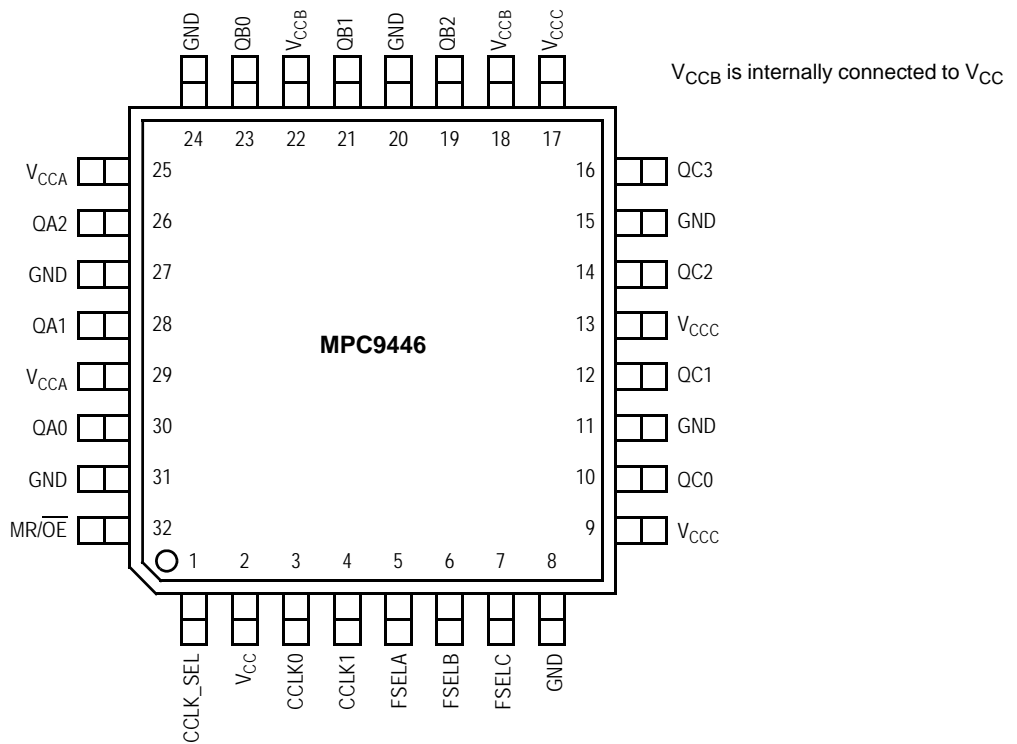 GND QB0 VCCB QB1 GND QB2 VCCB VCCC
VCCB is internally connected to VCC
24 23 22 21 20 19 18 17
VCCA 25 16 QC3
QA2 26 15 GND
GND 27 14 QC2
QA1 28 13 VCCC
MPC9446
VCCA 29 12 QC1
QA0 30 11 GND
GND 31 10 QC0
MR/OE 32 9 VCCC
1 2 3 4 5 6 7 8
CCLK_SEL VCC CCLK0 CCLK1 FSELA FSELB FSELC GND